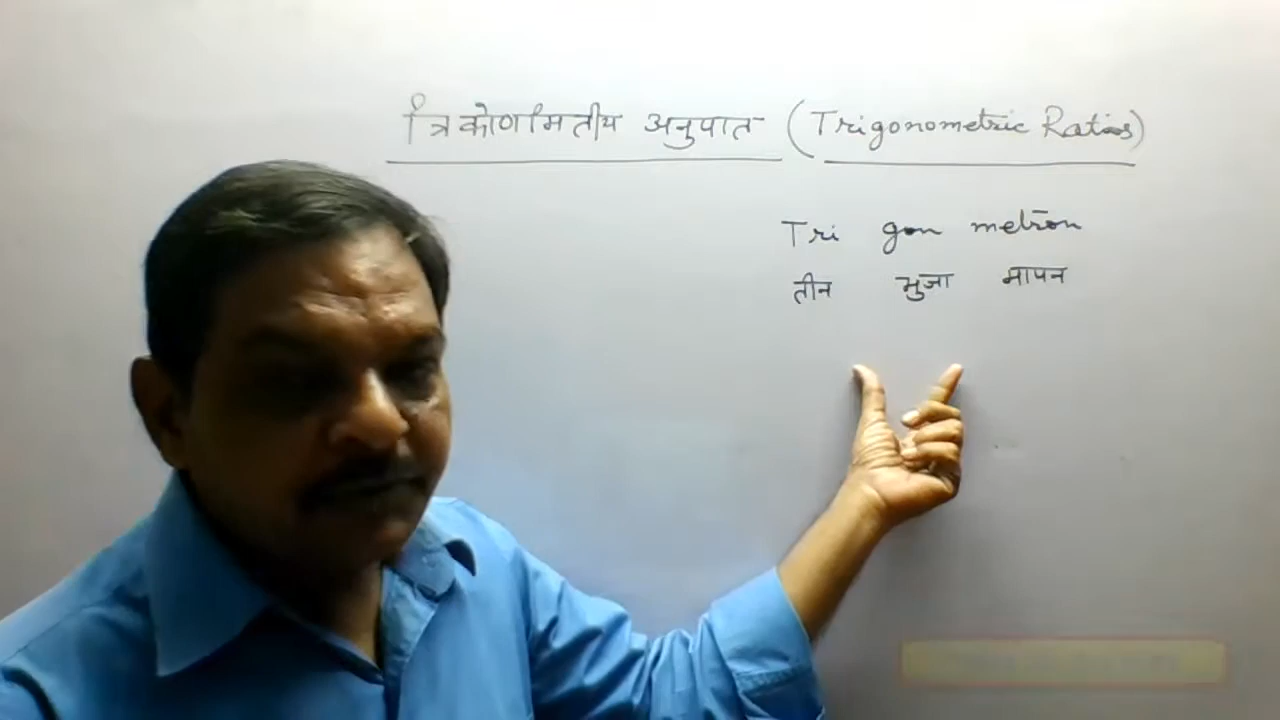 त्रिकोणमितीय अनुपात (Trigonometric Ratios)
Tri gon metron
तीन भुजा मापन